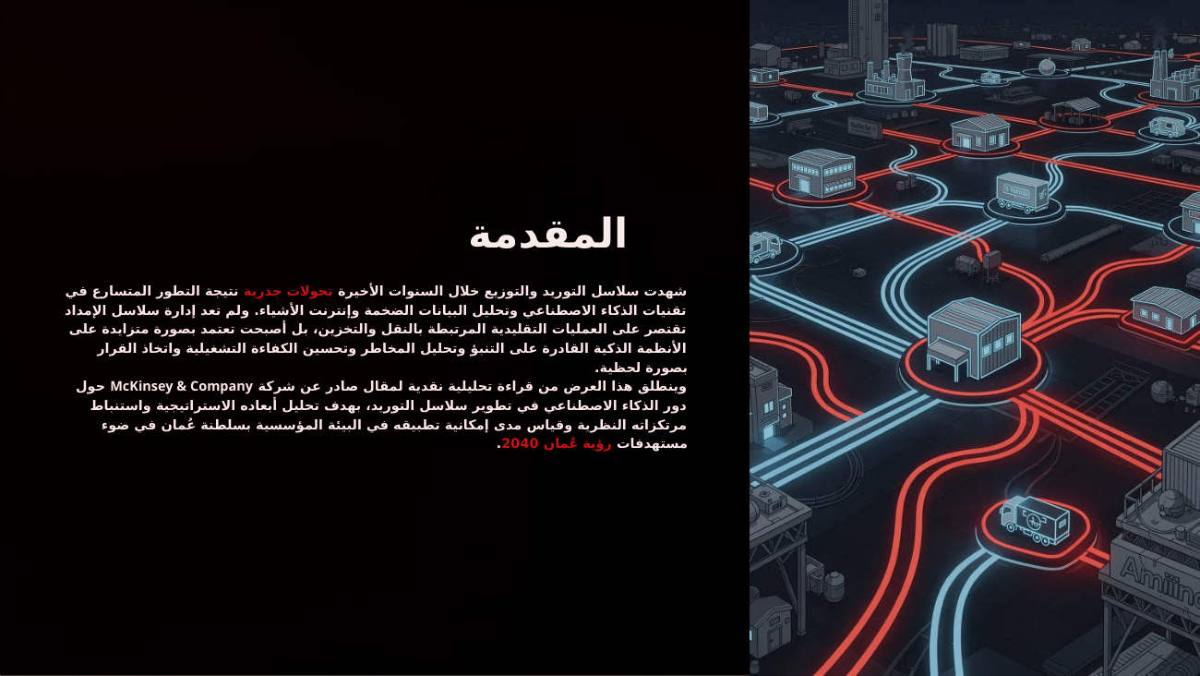 المقدمة
شهدت سلاسل التوريد والتوزيع خلال السنوات الأخيرة تحولات جذرية نتيجة التطور المتسارع في
تقنيات الذكاء الاصطناعي وتحليل البيانات الضخمة وإنترنت الأشياء. ولم تعد إدارة سلاسل الإمداد
تقتصر على العمليات التقليدية المرتبطة بالنقل والتخزين، بل أصبحت تعتمد بصورة متزايدة على
الأنظمة الذكية القادرة على التنبؤ وتحليل المخاطر وتحسين الكفاءة التشغيلية واتخاذ القرار
بصورة لحظية.
وينطلق هذا العرض من قراءة تحليلية نقدية لمقال صادر عن شركة McKinsey & Company حول
دور الذكاء الاصطناعي في تطوير سلاسل التوريد، بهدف تحليل أبعاده الاستراتيجية واستنباط
مرتكزاته النظرية وقياس مدى إمكانية تطبيقه في البيئة المؤسسية بسلطنة عُمان في ضوء
مستهدفات رؤية عُمان 2040.